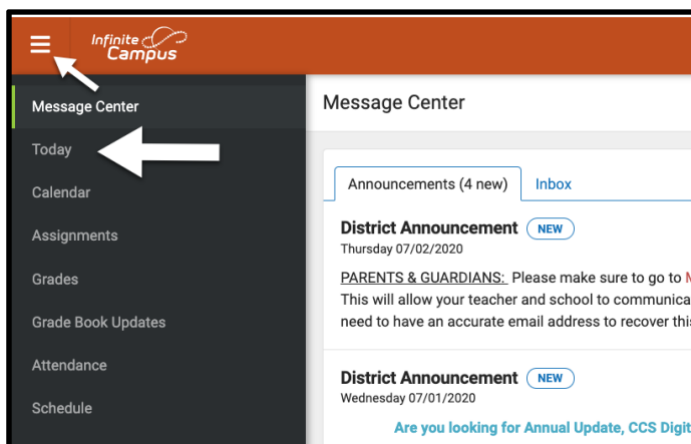 Infinite
Campus
Message Center
Today
Calendar
Assignments
Grades
Grade Book Updates
Attendance
Schedule
Message Center
Announcements (4 new) Inbox
District Announcement NEW
Thursday 07/02/2020
PARENTS & GUARDIANS: Please make sure to go to
This will allow your teacher and school to communica
need to have an accurate email address to recover this
District Announcement NEW
Wednesday 07/01/2020
Are you looking for Annual Update, CCS Digit